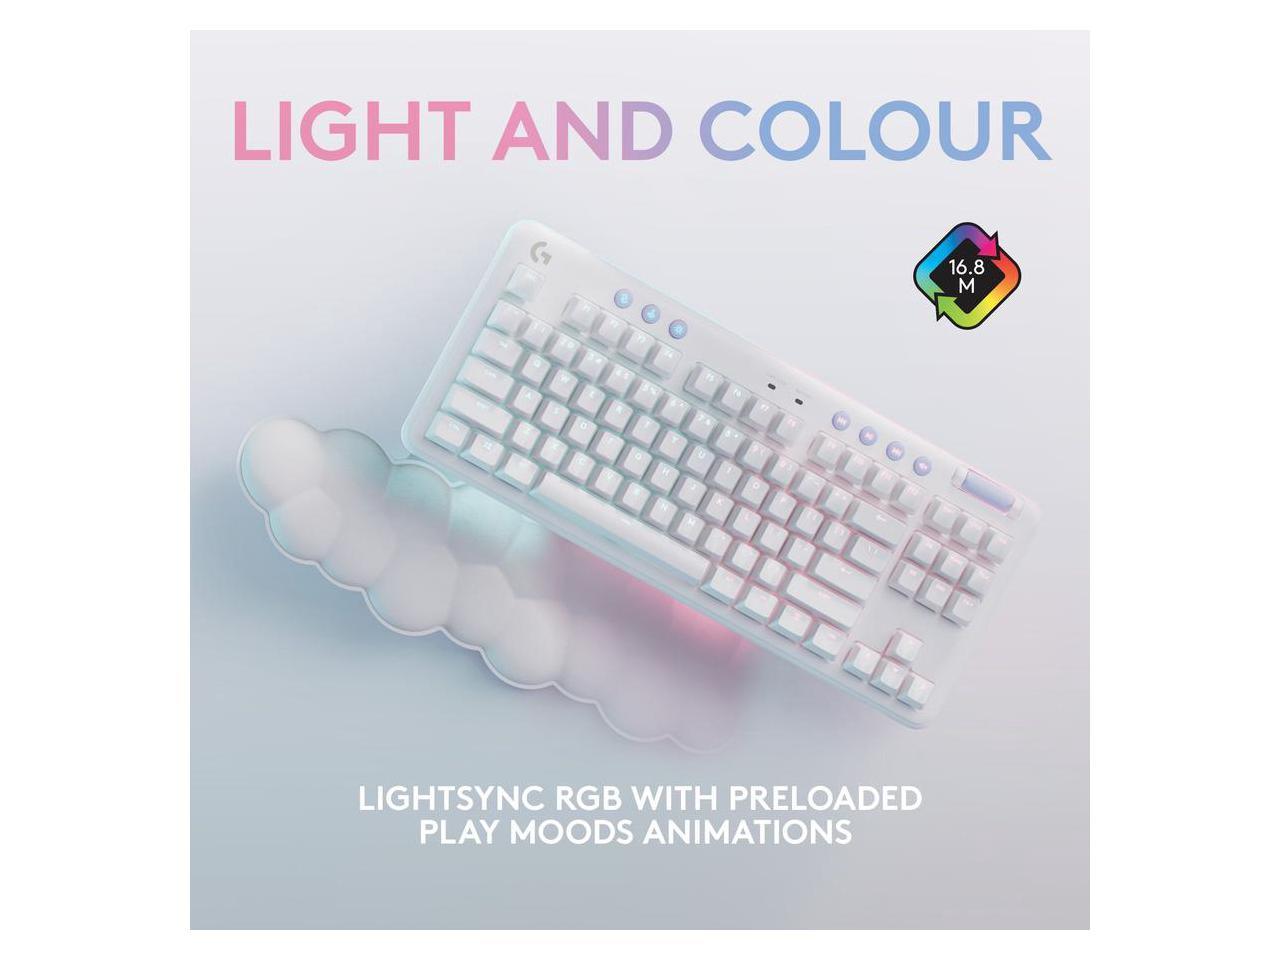 LIGHT AND COLOUR
16.8
M
LIGHTSYNC RGB WITH PRELOADED
PLAY MOODS ANIMATIONS